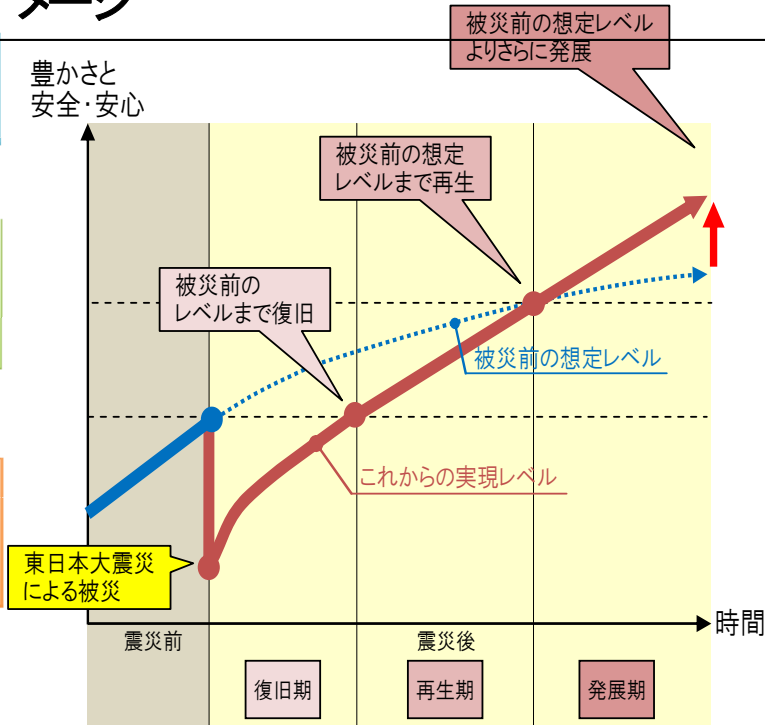 被災前の想定レベル
よりさらに発展
豊かさと
安全・安心
被災前の想定
レベルまで再生
被災前の
レベルまで復旧
被災前の想定レベル
これからの実現レベル
東日本大震災
による被災
時間
震災前
震災後
復旧期
再生期
発展期